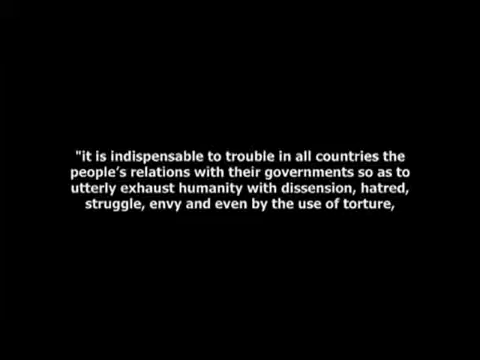 "it is indispensable to trouble in all countries the
people's relations with their governments so as to
utterly exhaust humanity with dissension, hatred,
struggle, envy and even by the use of torture,